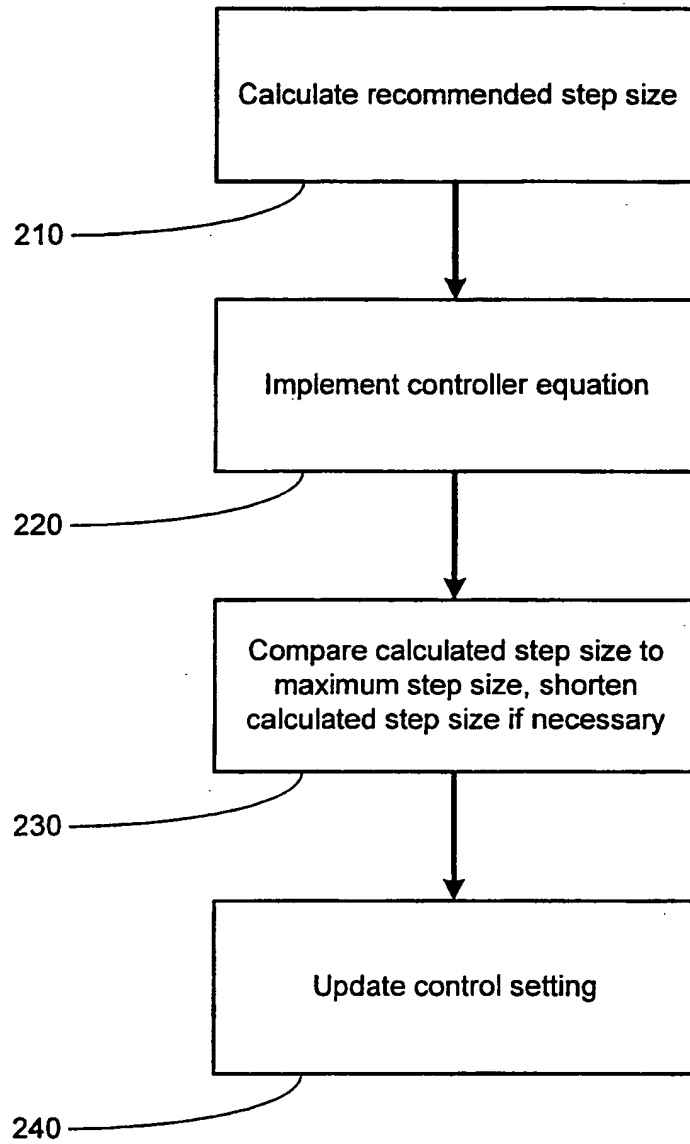 Calculate recommended step size
210
Implement controller equation
220
Compare calculated step size to
maximum step size, shorten
calculated step size if necessary
230
Update control setting
240